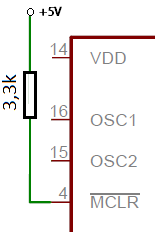 +5V
14 VDD
3,3k
16 OSC1
15 OSC2
4 MCLR